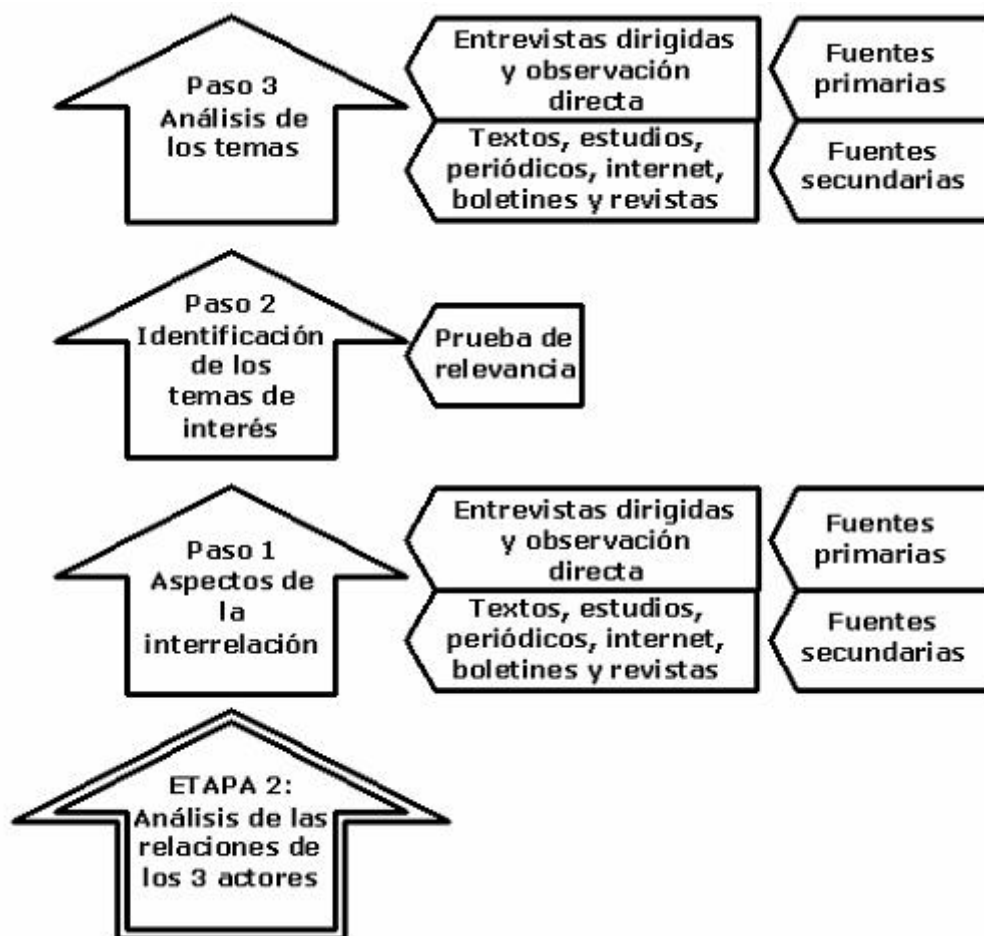 Paso 3
Análisis de
los temas
Entrevistas dirigidas
y observación
directa
Fuentes
primarias
Textos, estudios,
periódicos, internet,
boletines y revistas
Fuentes
secundarias
Paso 2
Identificación
de los
temas de
interés
Prueba de
relevancia
Paso 1
Aspectos de
la
interrelación
Entrevistas dirigidas
y observación
directa
Fuentes
primarias
Textos, estudios,
periódicos, internet,
boletines y revistas
Fuentes
secundarias
ETAPA 2:
Análisis de las
relaciones de
los 3 actores